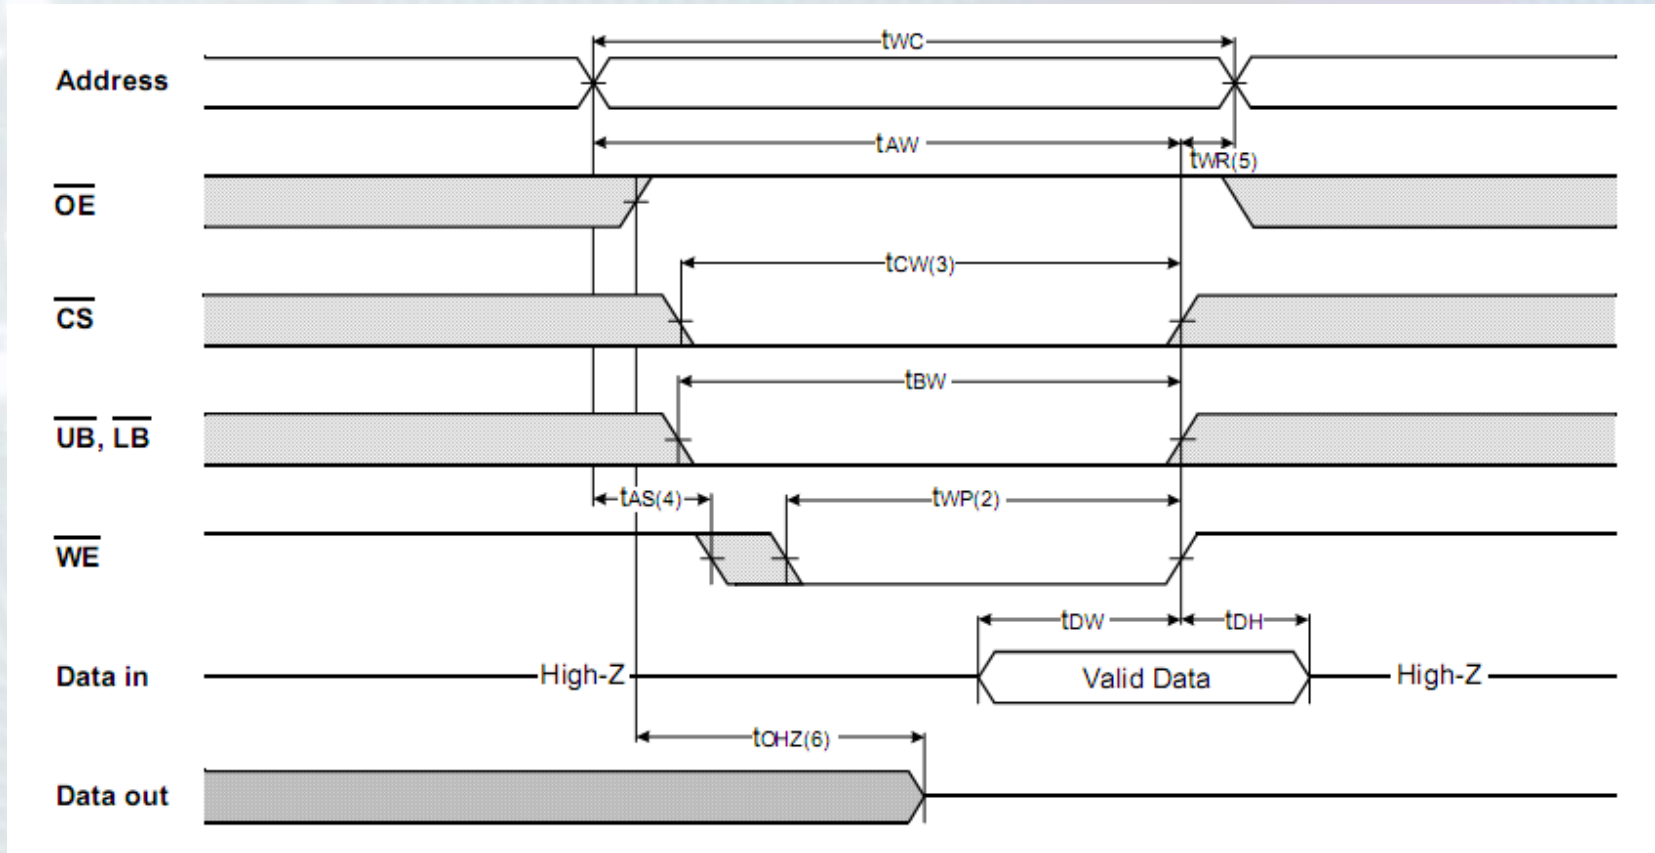 tWC
Address
tAW
tWR(5)
OE
tCW(3)
CS
tBW
UB, LB
tAS(4) tWP(2)
WE
tDW tDH
Data in High-Z Valid Data High-Z
tOHZ(6)
Data out